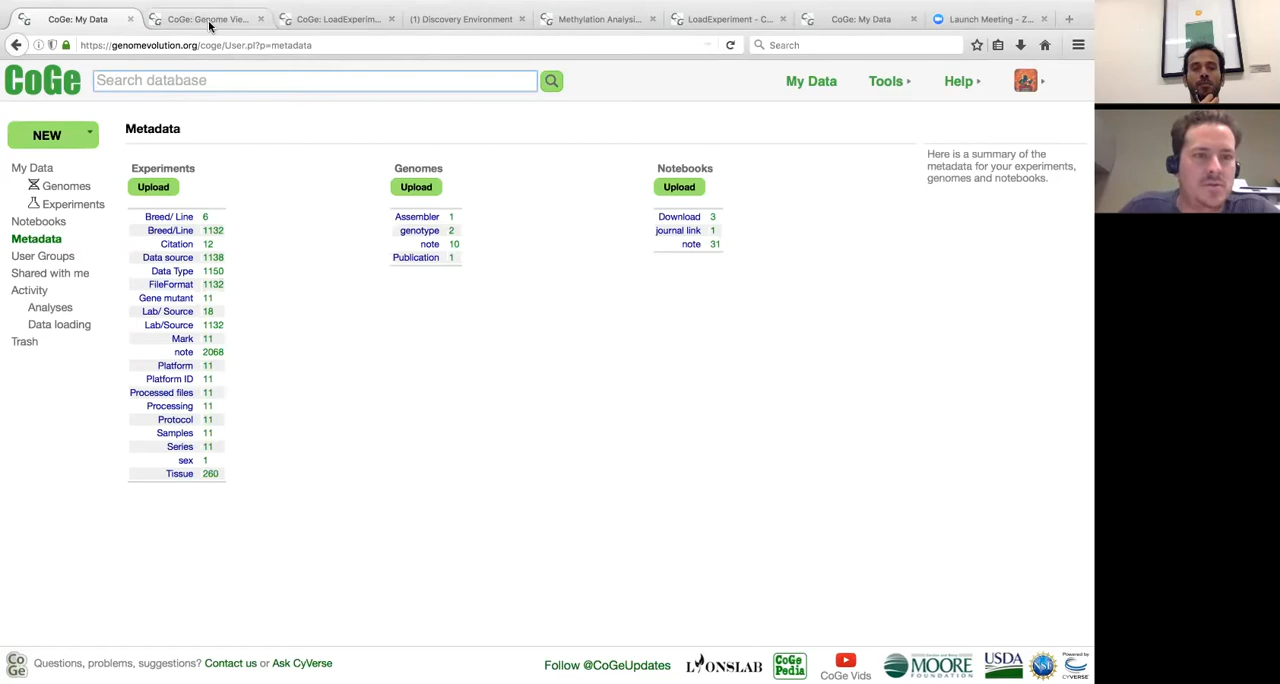 CoGe: My Data
CoGe: Genome Vie...
CoGe: LoadExperim...
(1) Discovery Environment
Methylation Analysi...
LoadExperiment - C...
CoGe: My Data
Launch Meeting - Z...
https://genomevolution.org/coge/User.pl?p=metadata
Search
CoGe
Search database
My Data
Tools
Help
NEW
My Data
Genomes
Experiments
Notebooks
Metadata
User Groups
Shared with me
Activity
Analyses
Data loading
Trash
Metadata
Experiments
Upload
Breed/ Line 6
Breed/Line 1132
Citation 12
Data source 1138
Data Type 1150
FileFormat 1132
Gene mutant 11
Lab/ Source 18
Lab/Source 1132
Mark 11
note 2068
Platform 11
Platform ID 11
Processed files 11
Processing 11
Protocol 11
Samples 11
Series 11
sex 1
Tissue 260
Genomes
Upload
Assembler 1
genotype 2
note 10
Publication 1
Notebooks
Upload
Download 3
journal link 1
note 31
Here is a summary of the
metadata for your experiments,
genomes and notebooks.
Co
Ge
Questions, problems, suggestions? Contact us or Ask CyVerse
Follow @CoGeUpdates
LYONSLAB
CoGe
Pedia
CoGe Vids
MOORE
FOUNDATION
USDA
NSF
Powered by
CYVERSE